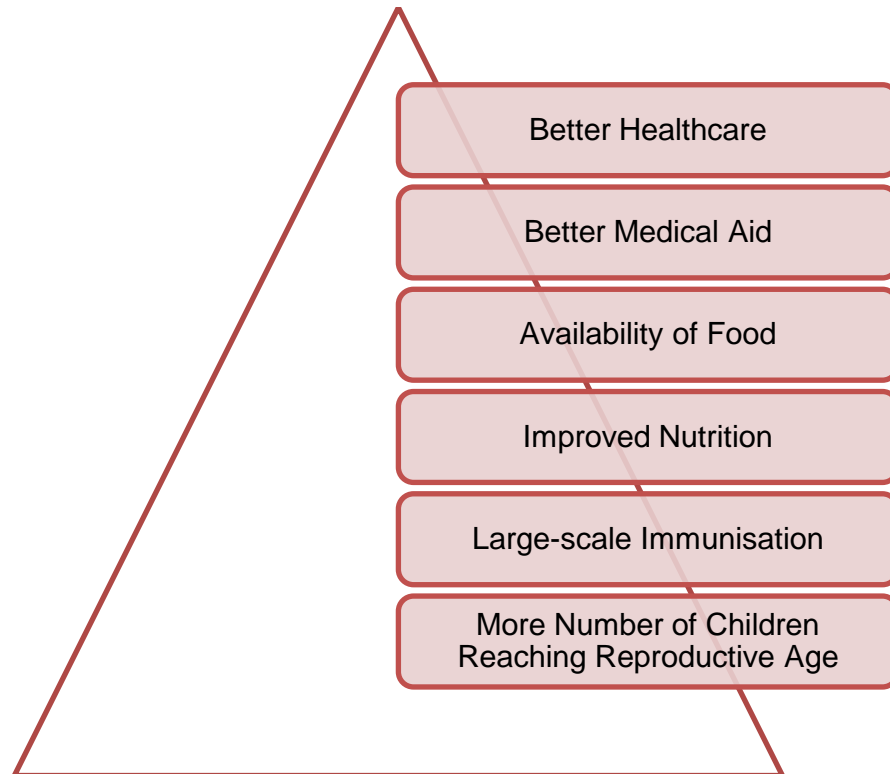 Better Healthcare
Better Medical Aid
Availability of Food
Improved Nutrition
Large-scale Immunisation
More Number of Children
Reaching Reproductive Age